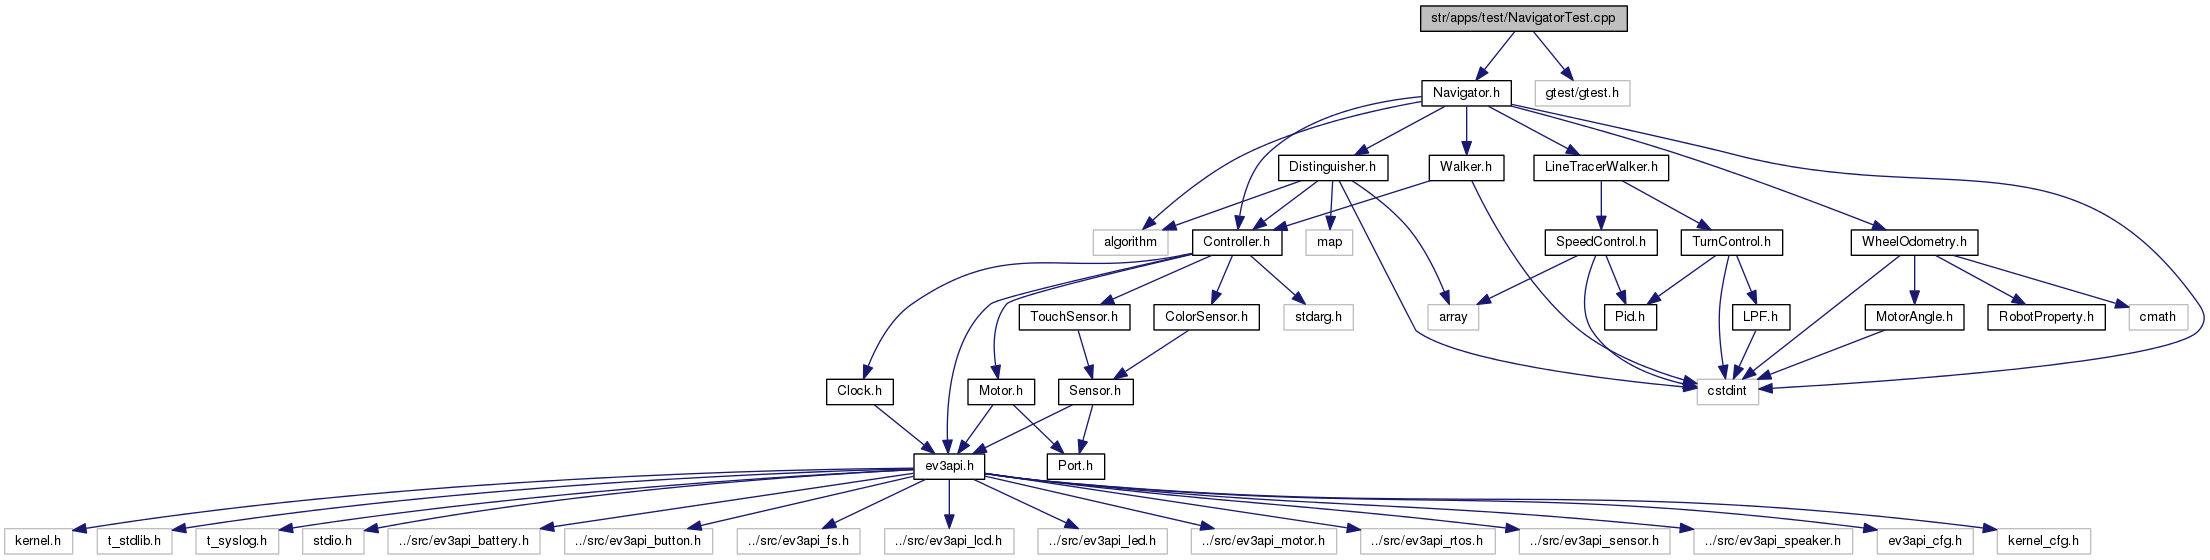 str/apps/test/NavigatorTest.cpp
Navigator.h
gtest/gtest.h
Distinguisher.h
Walker.h
LineTracerWalker.h
algorithm
Controller.h
map
SpeedControl.h
TurnControl.h
WheelOdometry.h
TouchSensor.h
ColorSensor.h
stdarg.h
array
Pid.h
LPF.h
MotorAngle.h
RobotProperty.h
cmath
Clock.h
Motor.h
Sensor.h
cstdint
ev3api.h
Port.h
kernel.h
t_stdlib.h
t_syslog.h
stdio.h
../src/ev3api_battery.h
../src/ev3api_button.h
../src/ev3api_fs.h
../src/ev3api_lcd.h
../src/ev3api_led.h
../src/ev3api_motor.h
../src/ev3api_rtos.h
../src/ev3api_sensor.h
../src/ev3api_speaker.h
ev3api_cfg.h
kernel_cfg.h